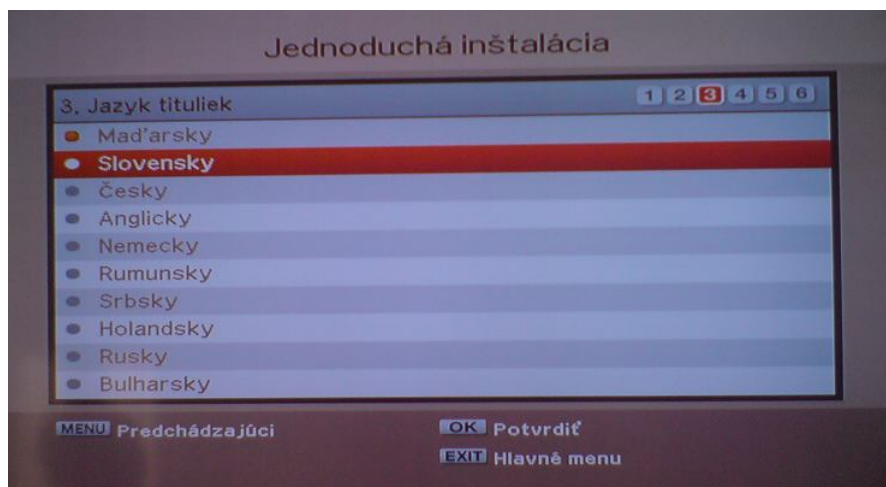 Jednoduchá inštalácia
3. Jazyk tituliek 1 2 3 4 5 6
Maďarsky
Slovensky
Česky
Anglicky
Nemecky
Rumunsky
Srbsky
Holandsky
Rusky
Bulharsky
MENU Predchádzajúci OK Potvrdiť
EXIT Hlavné menu